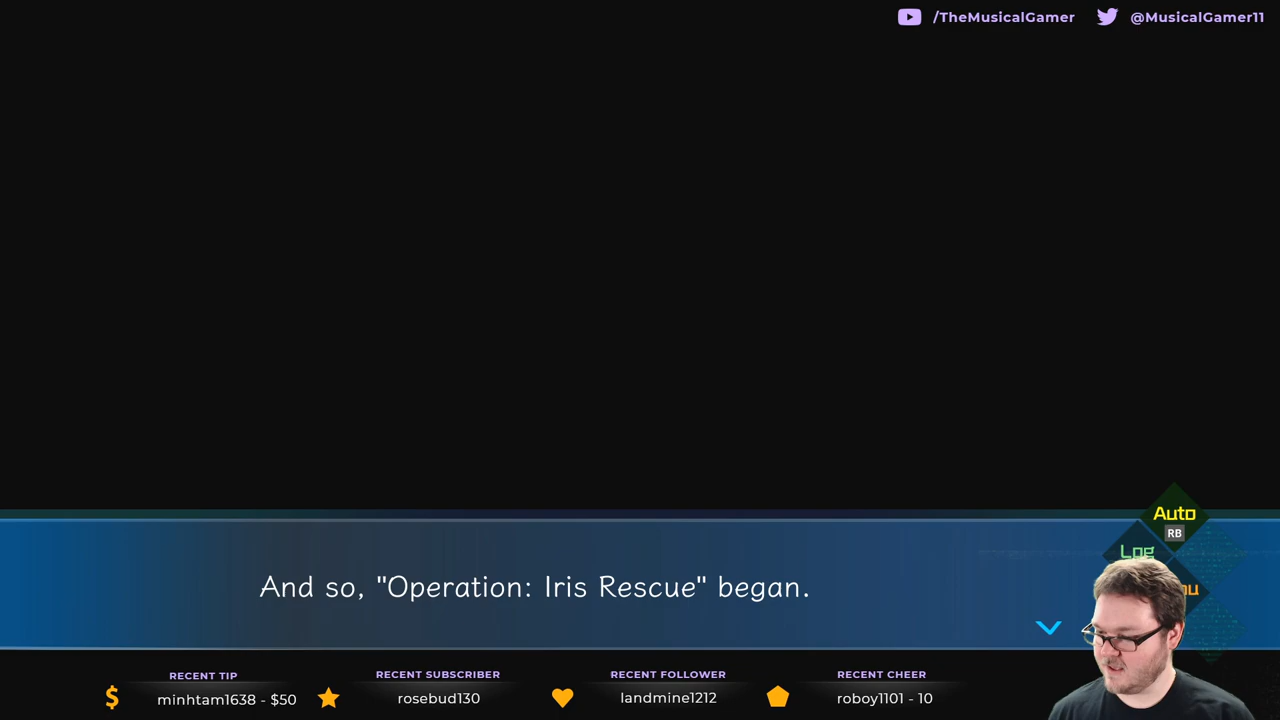 /TheMusicalGamer @MusicalGamer11
Auto
RB
Log
And so, "Operation: Iris Rescue" began.
RECENT TIP
minhtam1638 - $50
RECENT SUBSCRIBER
rosebud130
RECENT FOLLOWER
landmine1212
RECENT CHEER
roboy1101 - 10